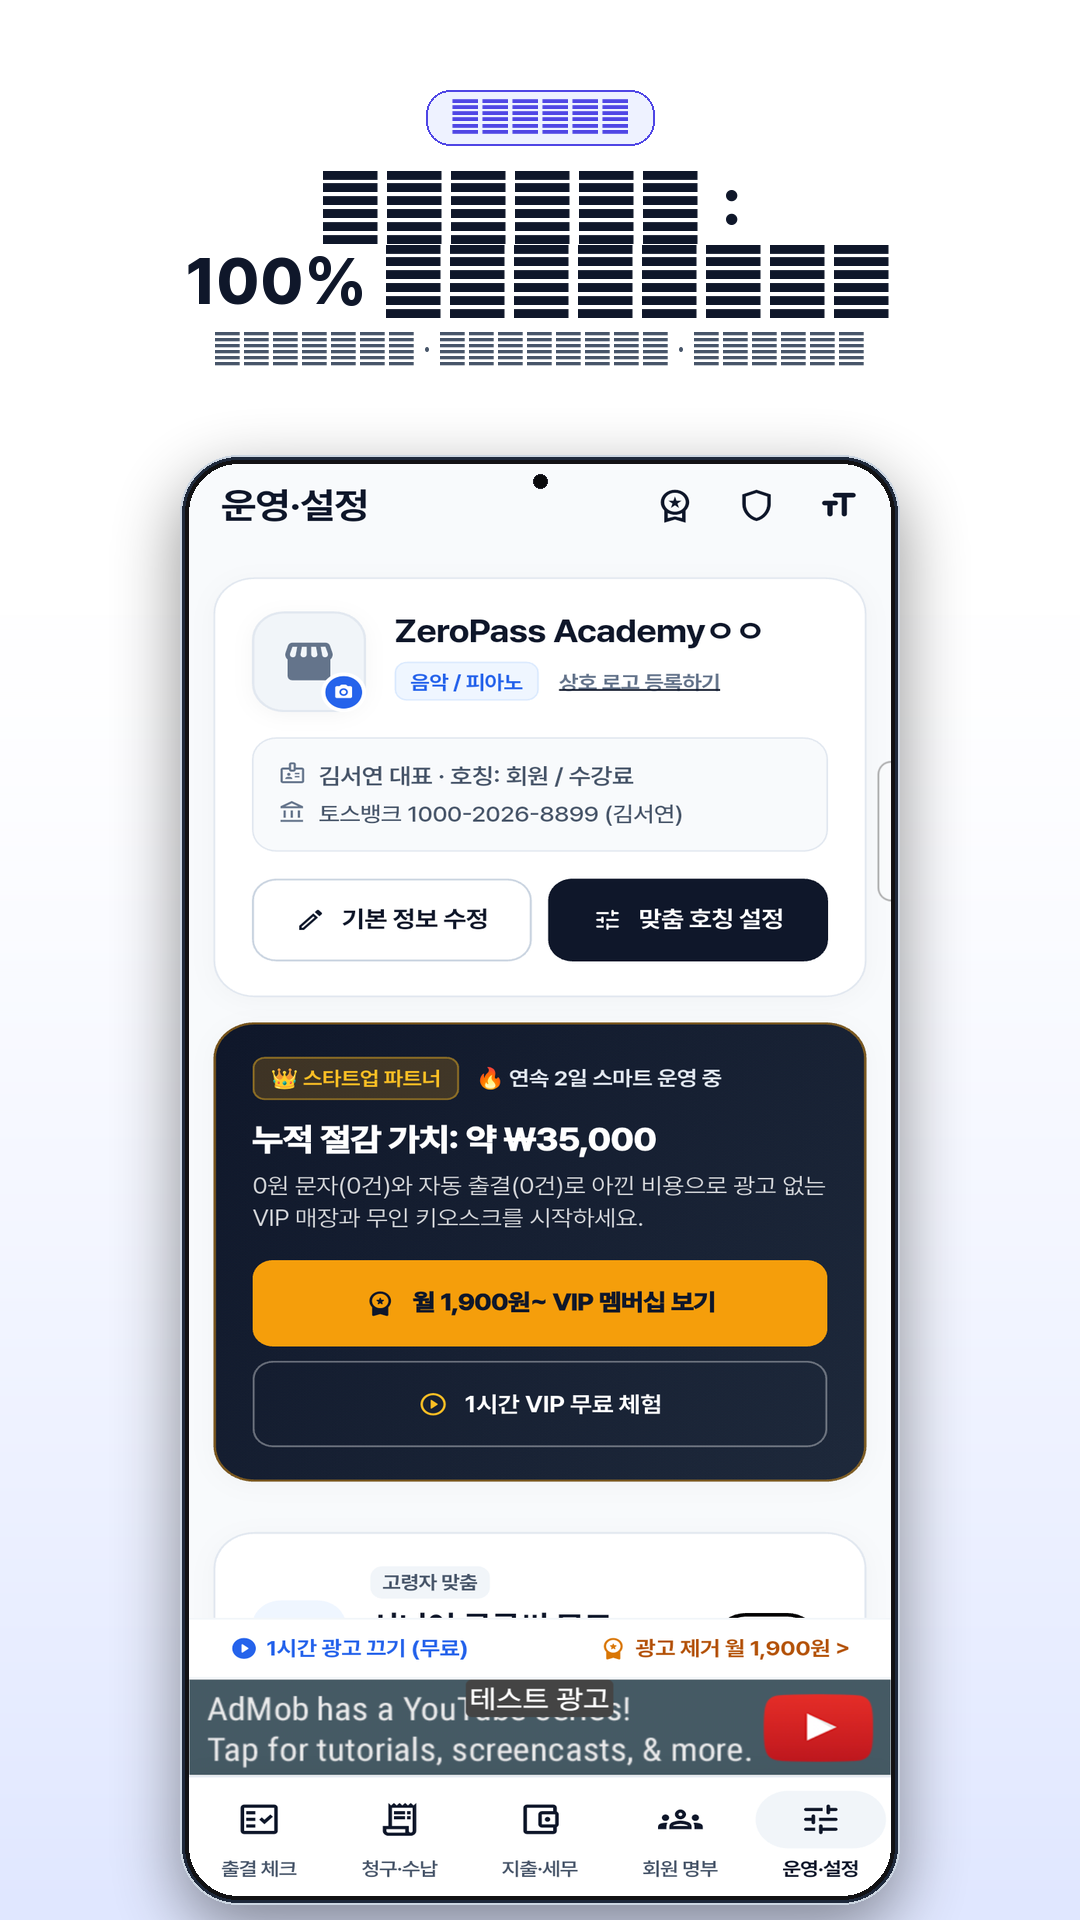 :
100%
· ·
운영·설정
ZeroPass Academyㅇㅇ
음악 / 피아노 상호 로고 등록하기
김서연 대표 · 호칭: 회원 / 수강료
토스뱅크 1000-2026-8899 (김서연)
기본 정보 수정 맞춤 호칭 설정
👑 스타트업 파트너 🔥 연속 2일 스마트 운영 중
누적 절감 가치: 약 ₩35,000
0원 문자(0건)와 자동 출결(0건)로 아낀 비용으로 광고 없는
VIP 매장과 무인 키오스크를 시작하세요.
월 1,900원~ VIP 멤버십 보기
1시간 VIP 무료 체험
고령자 맞춤
1시간 광고 끄기 (무료) 광고 제거 월 1,900원 >
테스트 광고
AdMob has a YouTube series!
Tap for tutorials, screencasts, & more.
출결 체크 청구·수납 지출·세무 회원 명부 운영·설정